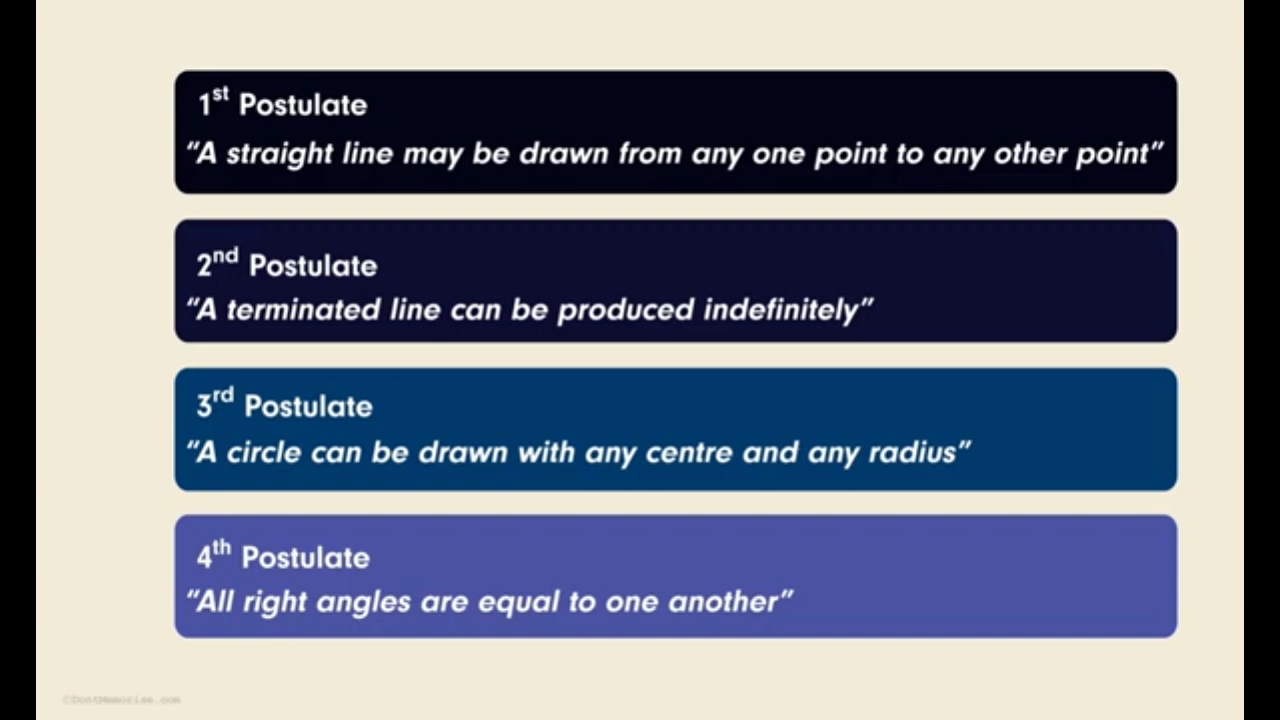 1st Postulate
“A straight line may be drawn from any one point to any other point”
2nd Postulate
“A terminated line can be produced indefinitely”
3rd Postulate
“A circle can be drawn with any centre and any radius”
4th Postulate
“All right angles are equal to one another”
©DontMemorise.com